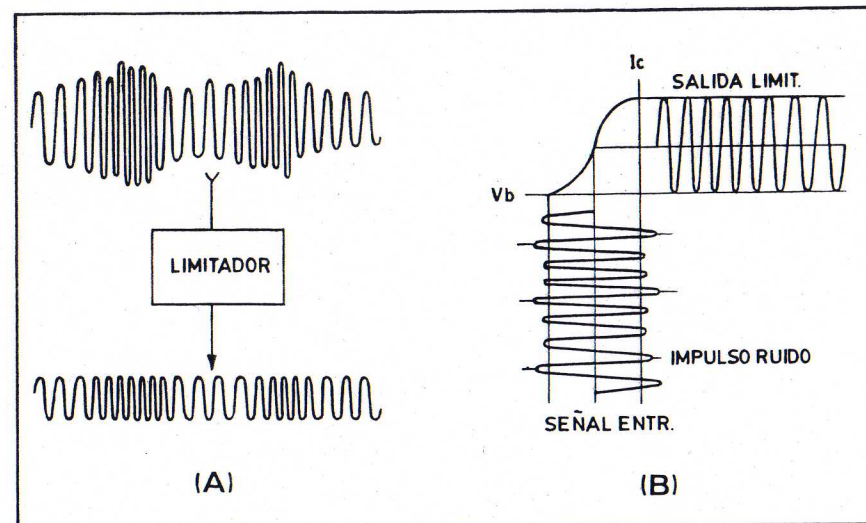 LIMITADOR
(A)
Ic
SALIDA LIMIT.
Vb
IMPULSO RUIDO
SEÑAL ENTR.
(B)